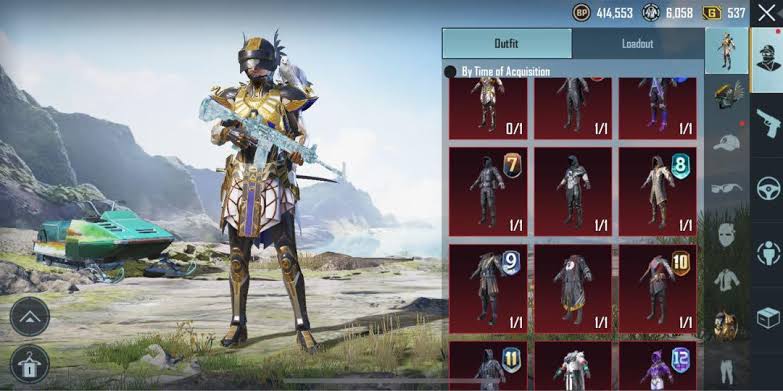 BP 414,553 6,058 G 537
Outfit Loadout
By Time of Acquisition
0/1 1/1 1/1
7 8
1/1 1/1 1/1
9 10
1/1 1/1 1/1
11 12